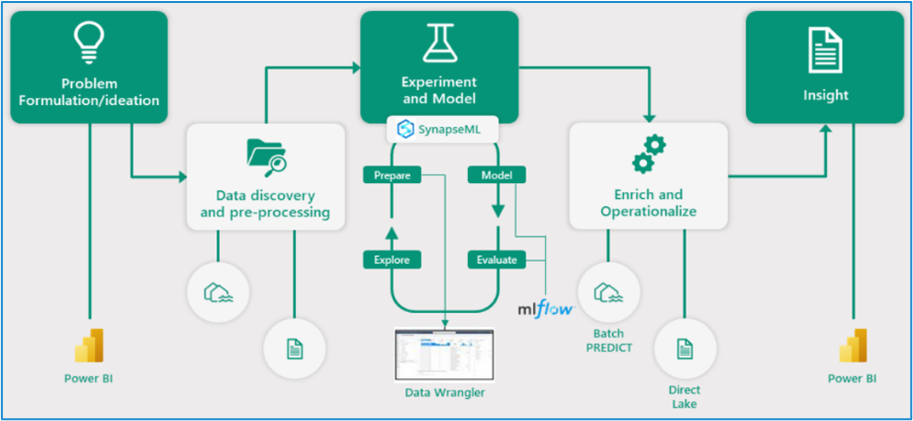 Problem
Formulation/ideation
Experiment
and Model
Insight
SynapseML
Data discovery
and pre-processing
Prepare
Model
Enrich and
Operationalize
Explore
Evaluate
mlflow
Batch
PREDICT
Power BI
Data Wrangler
Direct
Lake
Power BI